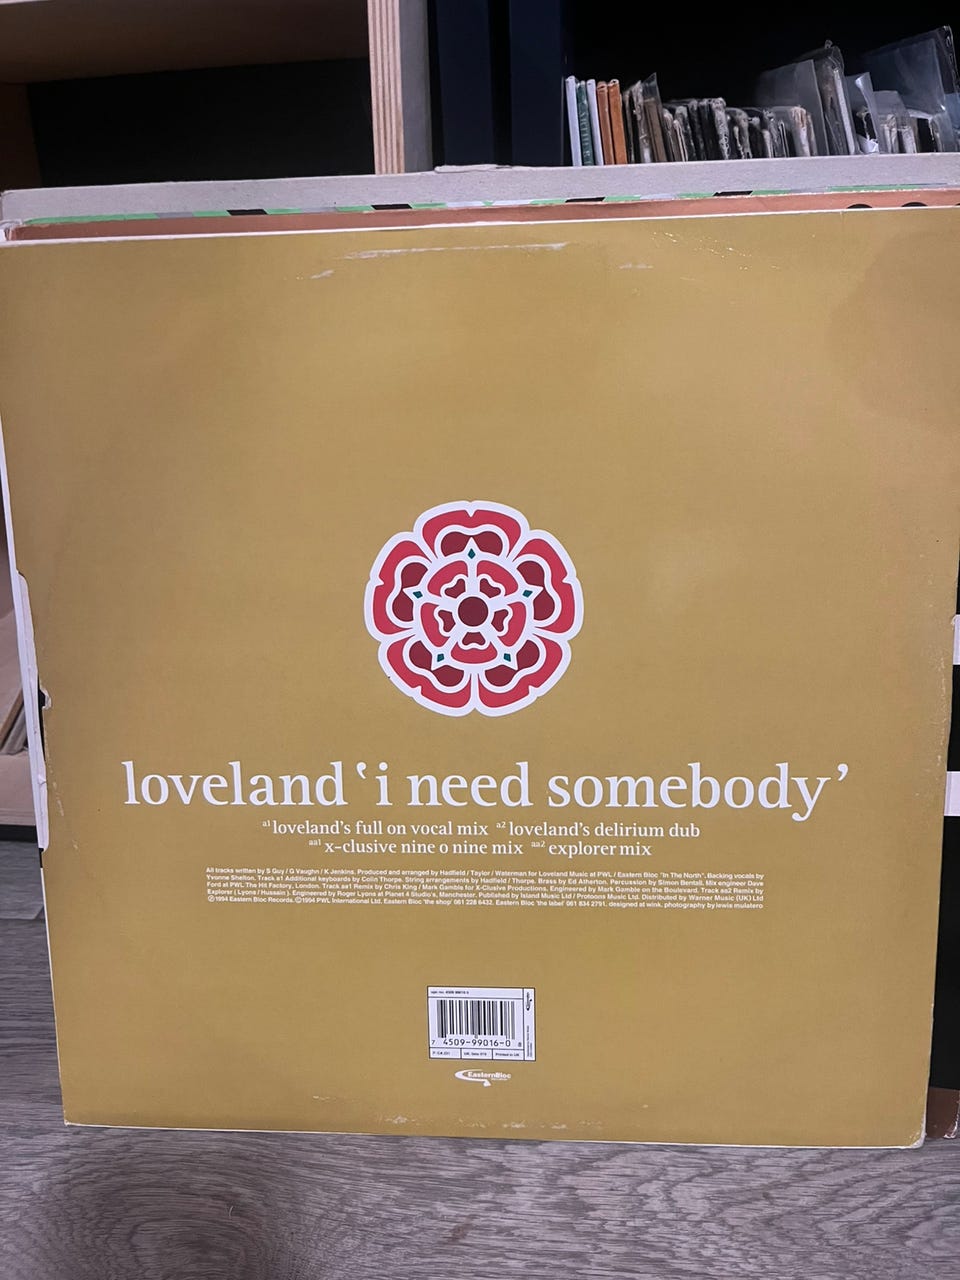 loveland ‘i need somebody’
a1 loveland's full on vocal mix a2 loveland's delirium dub
aa1 x-clusive nine o nine mix aa2 explorer mix
All tracks written by S Guy / G Vaughn / K Jenkins. Produced and arranged by Hadfield / Taylor / Waterman for Loveland Music at PWL / Eastern Bloc "In The North". Backing vocals by
Yvonne Shelton. Track a1 Additional keyboards by Colin Thorpe. String arrangements by Hadfield / Thorpe. Brass by Ed Atherton. Percussion by Simon Bentall. Mix engineer Dave
Ford at PWL The Hit Factory, London. Track aa1 Remix by Chris King / Mark Gamble for X-Clusive Productions. Engineered by Mark Gamble on the Boulevard. Track aa2 Remix by
Explorer ( Lyons / Hussain ). Engineered by Roger Lyons at Planet 4 Studio's, Manchester. Published by Island Music Ltd / Protoons Music Ltd. Distributed by Warner Music (UK) Ltd
℗1994 Eastern Bloc Records. ©1994 PWL International Ltd. Eastern Bloc 'the shop' 061 228 6432. Eastern Bloc 'the label' 061 834 2791. designed at wink. photography by lewis mulatero
7 4509-99016-0
Printed in UK
EasternBloc